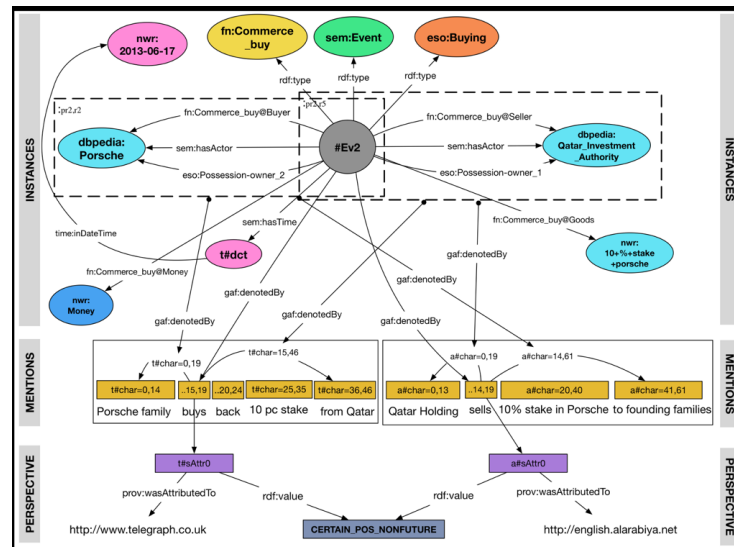 nwr:
2013-06-17
fn:Commerce
_buy
sem:Event
eso:Buying
rdf:type
rdf:type
rdf:type
:pr2,r2
:pr2,r5
INSTANCES
INSTANCES
fn:Commerce_buy@Buyer
fn:Commerce_buy@Seller
dbpedia:
Porsche
sem:hasActor
#Ev2
sem:hasActor
dbpedia:
Qatar_Investment
_Authority
eso:Possession-owner_2
eso:Possession-owner_1
fn:Commerce_buy@Goods
sem:hasTime
time:inDateTime
t#dct
nwr:
10+%+stake
+porsche
fn:Commerce_buy@Money
gaf:denotedBy
gaf:denotedBy
nwr:
Money
gaf:denotedBy
gaf:denotedBy
gaf:denotedBy
gaf:denotedBy
MENTIONS
MENTIONS
t#char=0,19
t#char=15,46
a#char=0,19
a#char=14,61
t#char=0,14
..15,19
..20,24
t#char=25,35
t#char=36,46
a#char=0,13
..14,19
a#char=20,40
a#char=41,61
Porsche family
buys
back
10 pc stake
from Qatar
Qatar Holding
sells
10% stake in Porsche
to founding families
PERSPECTIVE
PERSPECTIVE
t#sAttr0
a#sAttr0
prov:wasAttributedTo
rdf:value
rdf:value
prov:wasAttributedTo
http://www.telegraph.co.uk
CERTAIN_POS_NONFUTURE
http://english.alarabiya.net